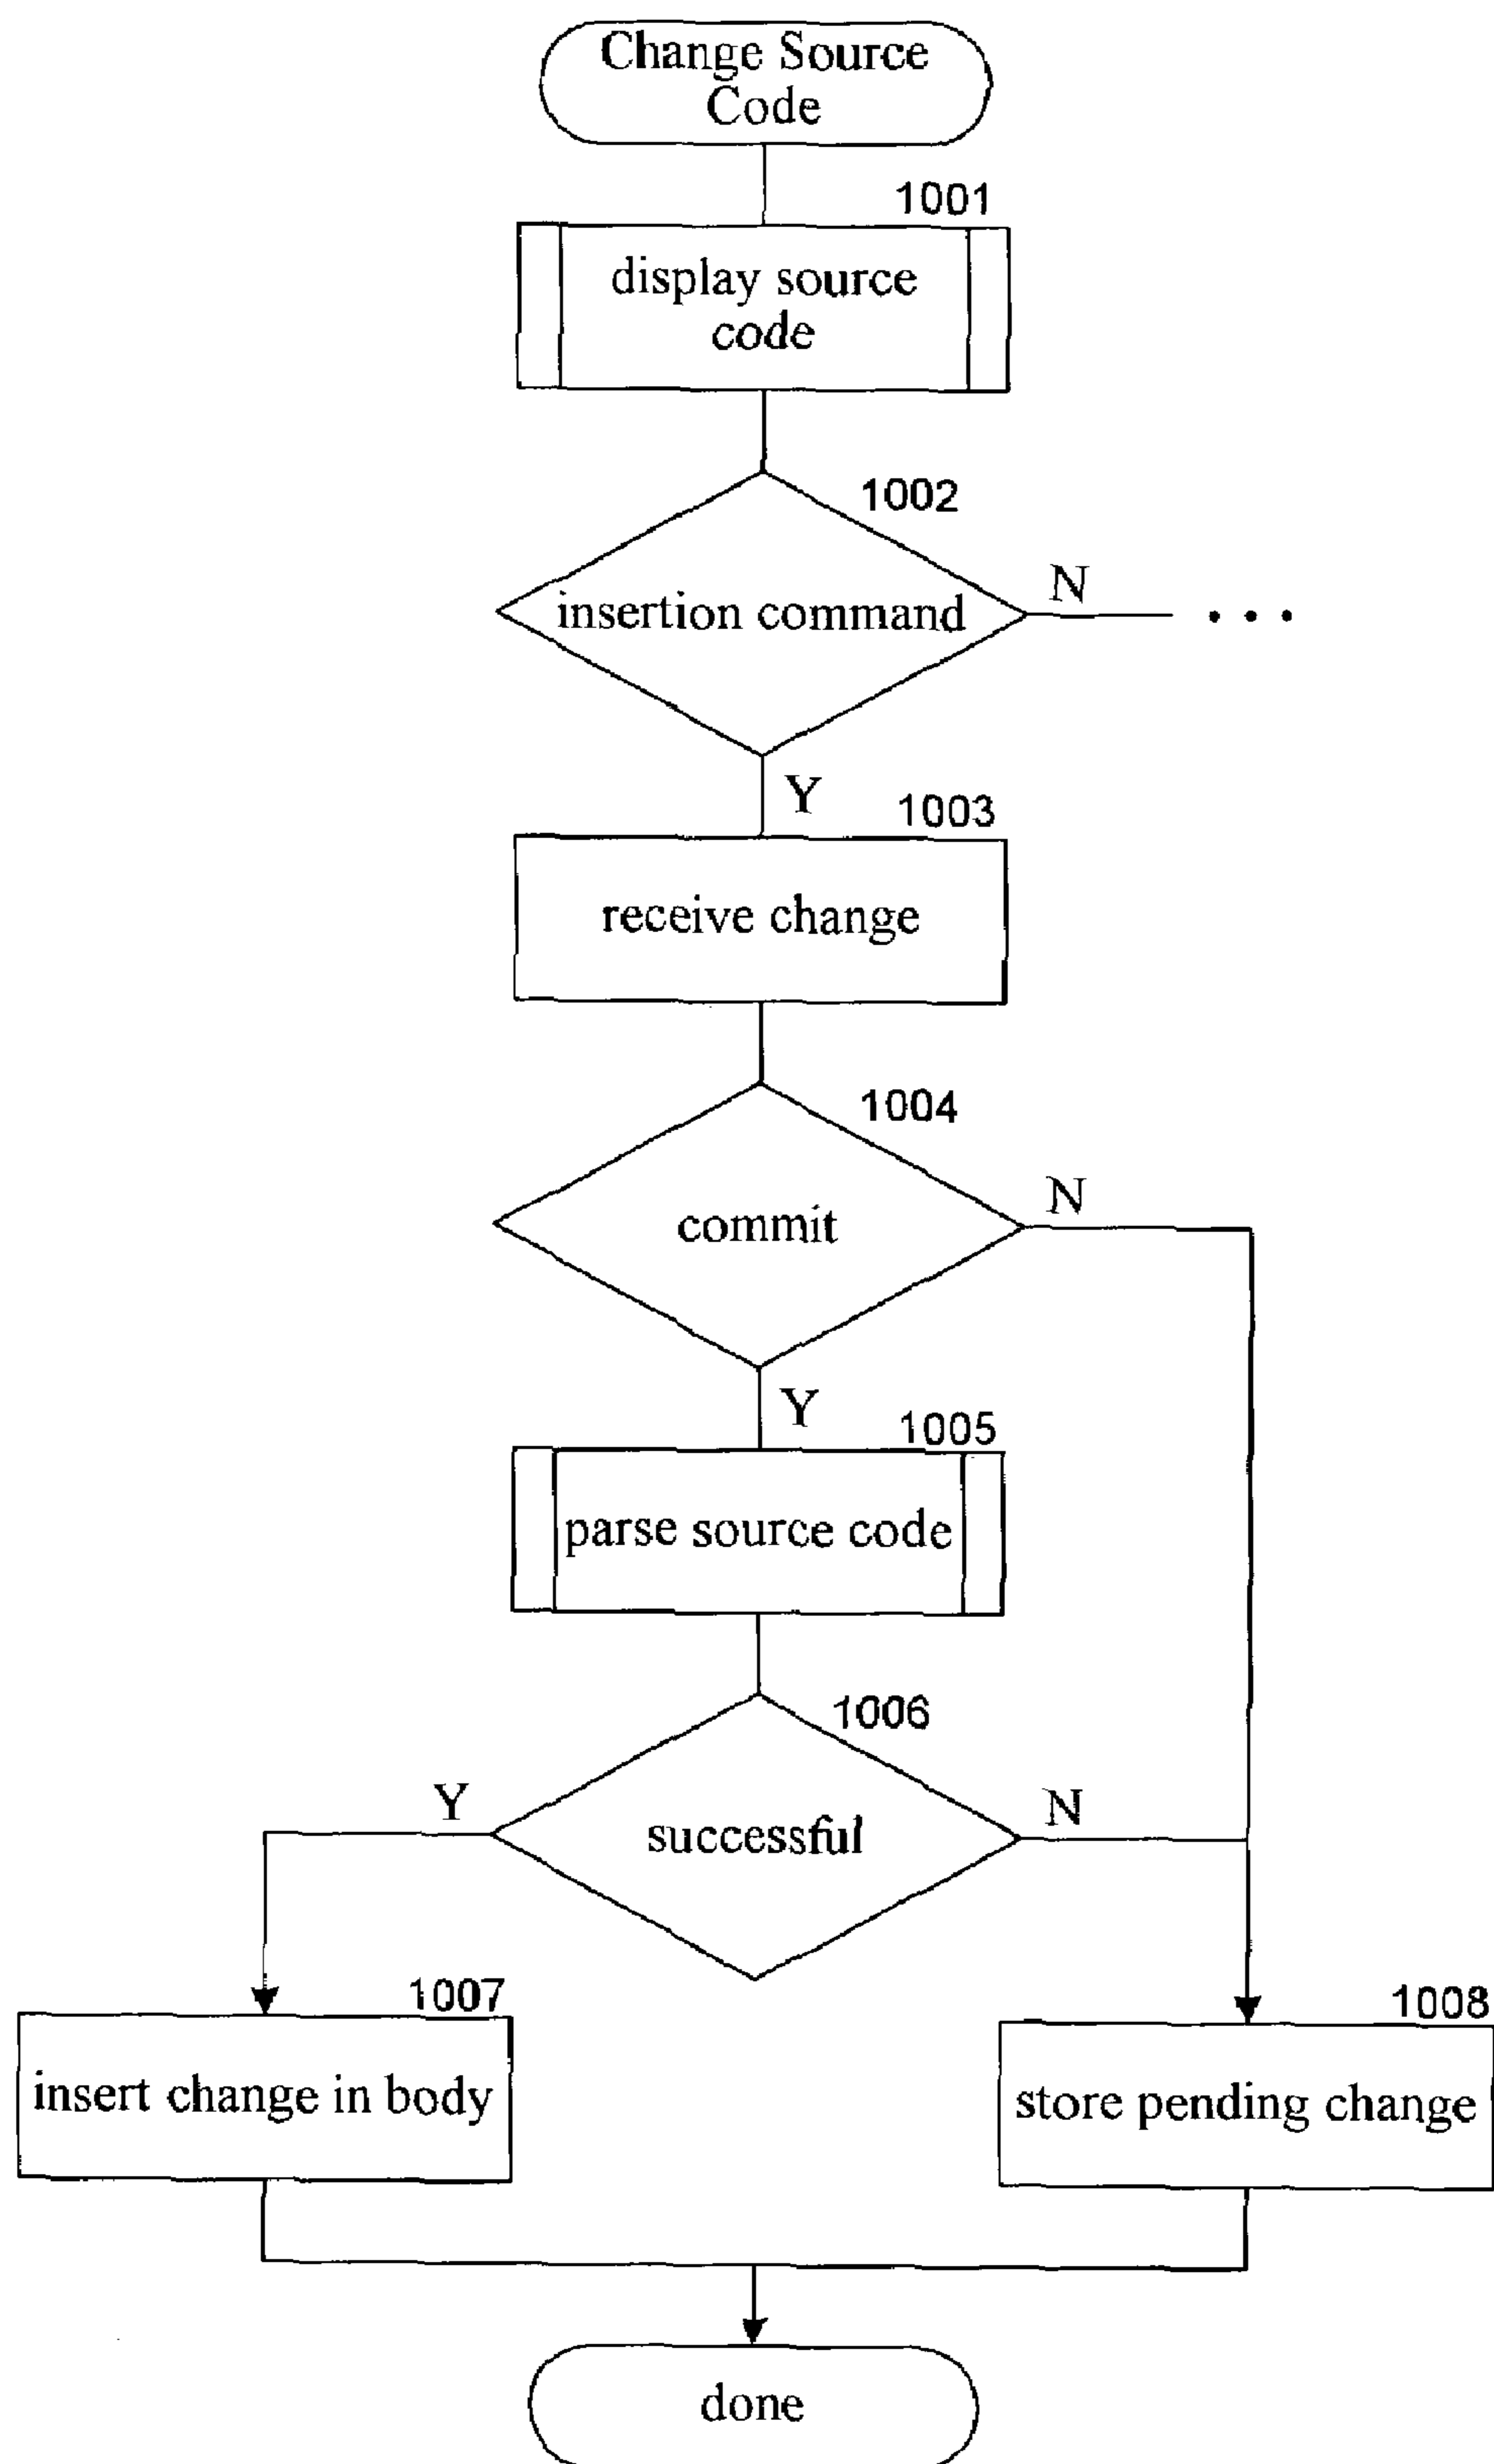 Change Source
Code
1001
display source
code
1002
insertion command
N
. . .
Y
1003
receive change
1004
commit
N
Y
1005
parse source code
1006
successful
Y
N
1007
insert change in body
1008
store pending change
done